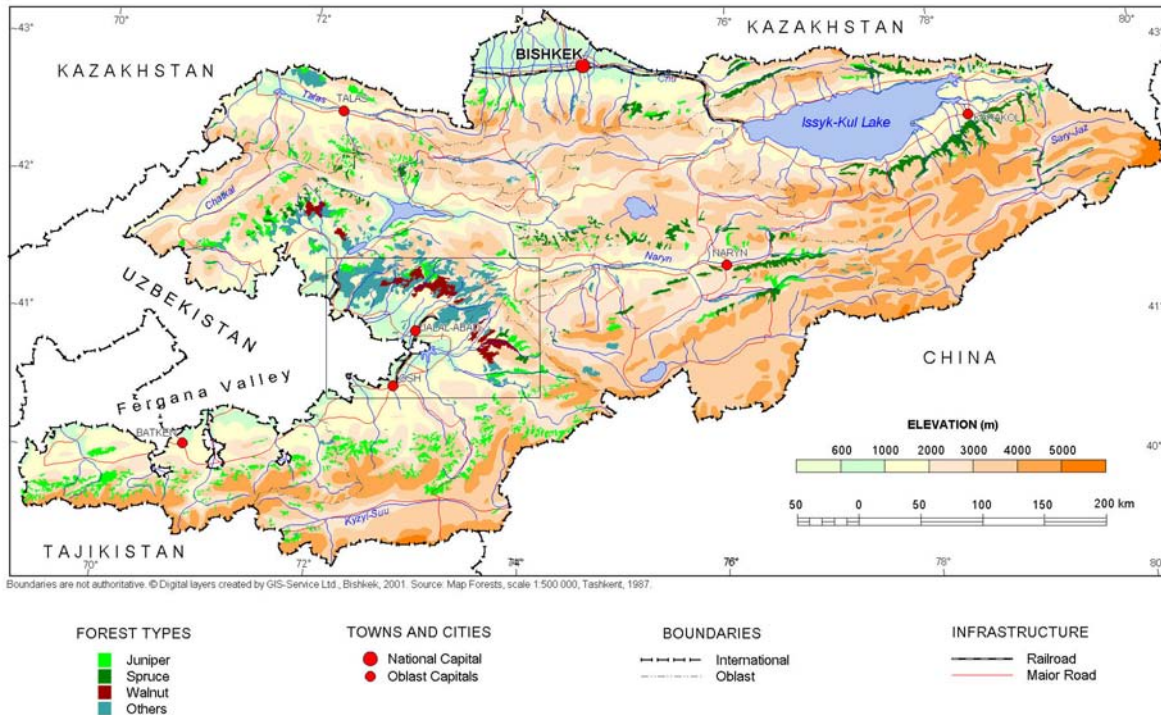 70° 72° 74° 76° 78° 80°
43° 43°
KAZAKHSTAN
KAZAKHSTAN
BISHKEK
Chu
Talas
TALAS
Issyk-Kul Lake
KARAKOL
Sary-Jaz
42° 42°
Chatkal
Naryn
NARYN
UZBEKISTAN
41° 41°
JALAL-ABAD
CHINA
OSH
Fergana Valley
BATKEN
ELEVATION (m)
600 1000 2000 3000 4000 5000
40° 40°
50 0 50 100 150 200 km
Kyzyl-Suu
TAJIKISTAN
70° 72° 74° 76° 78° 80
Boundaries are not authoritative. © Digital layers created by GIS-Service Ltd., Bishkek, 2001. Source: Map Forests, scale 1:500 000, Tashkent, 1987.
FOREST TYPES
Juniper
Spruce
Walnut
Others
TOWNS AND CITIES
National Capital
Oblast Capitals
BOUNDARIES
International
Oblast
INFRASTRUCTURE
Railroad
Maior Road